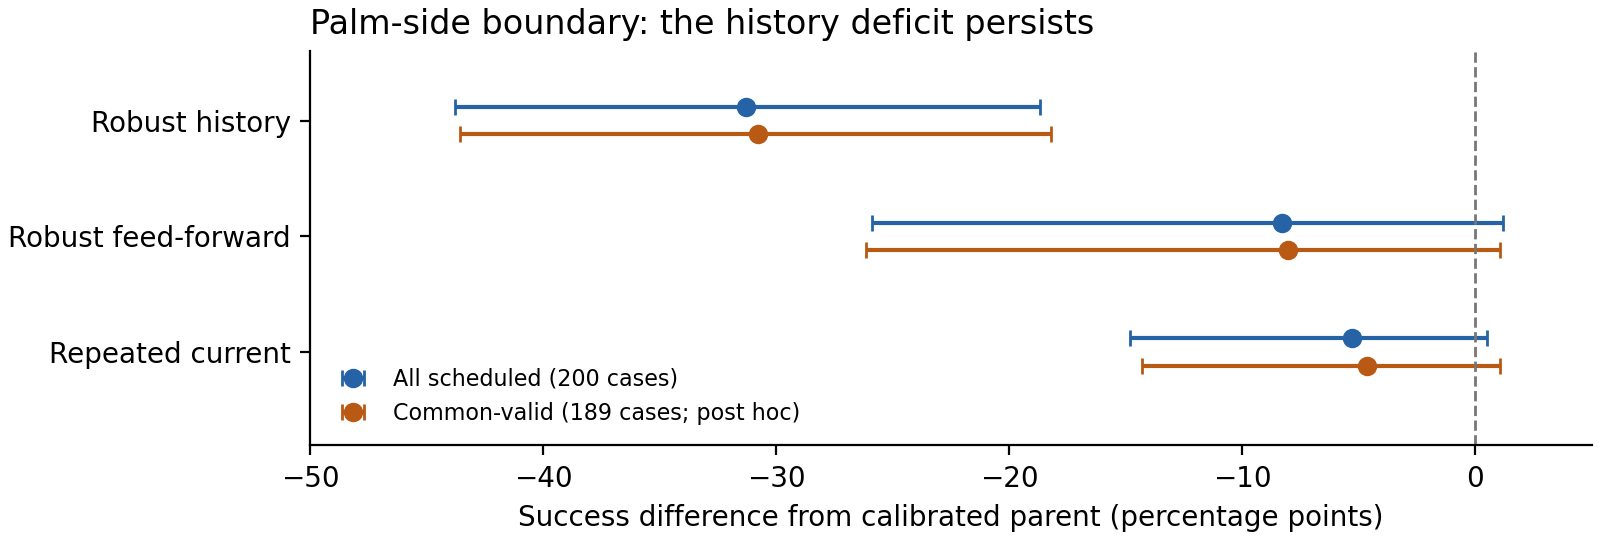 Palm-side boundary: the history deficit persists
Robust history
Robust feed-forward
Repeated current
All scheduled (200 cases)
Common-valid (189 cases; post hoc)
−50 −40 −30 −20 −10 0
Success difference from calibrated parent (percentage points)